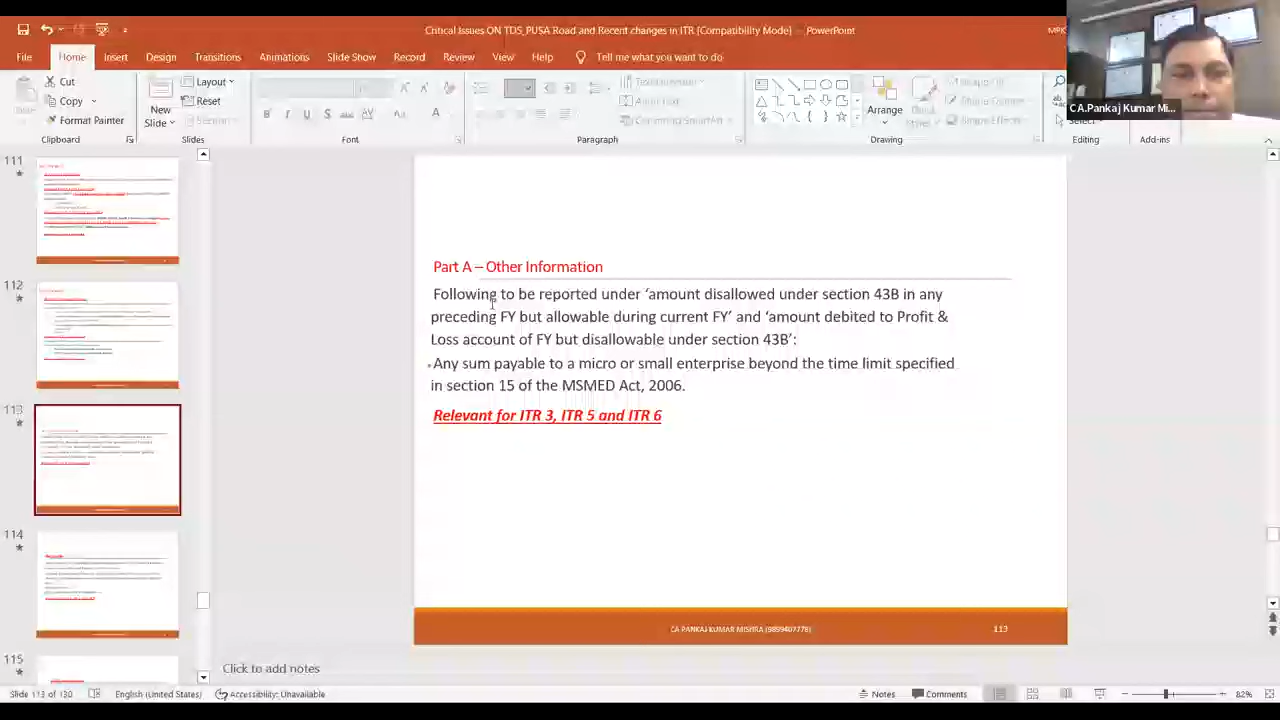 Critical Issues ON TDS_PUSA Road and Recent changes in ITR [Compatibility Mode] - PowerPoint
File Home Insert Design Transitions Animations Slide Show Record Review View Help Tell me what you want to do
Cut
Copy
Format Painter
New
Slide
Layout
Reset
Arrange
Clipboard Slides Font Paragraph Drawing Editing Add-ins
CA.Pankaj Kumar Mi...
111
112
113
114
115
Part A – Other Information
Following to be reported under ‘amount disallowed under section 43B in any
preceding FY but allowable during current FY’ and ‘amount debited to Profit &
Loss account of FY but disallowable under section 43B’:
Any sum payable to a micro or small enterprise beyond the time limit specified
in section 15 of the MSMED Act, 2006.
Relevant for ITR 3, ITR 5 and ITR 6
CA PANKAJ KUMAR MISHRA (9899407778) 113
Click to add notes
Slide 113 of 130 English (United States) Accessibility: Unavailable Notes Comments 82%